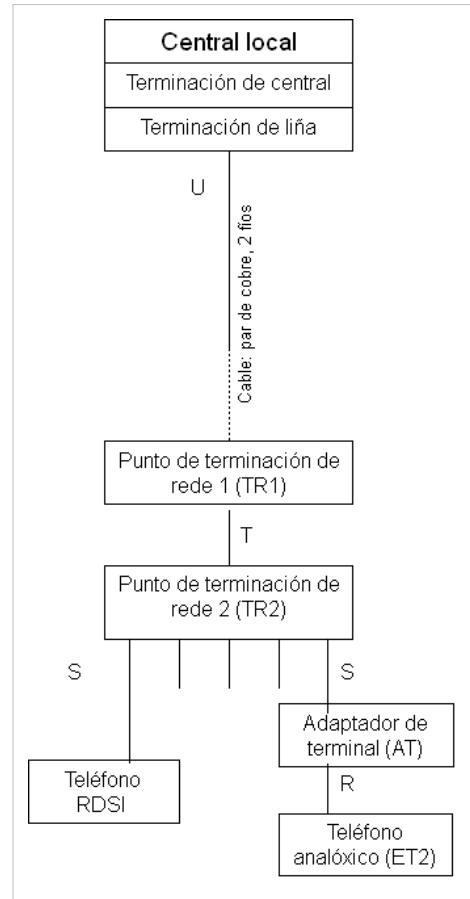 Central local
Terminación de central
Terminación de liña
U
Cable: par de cobre, 2 fíos
Punto de terminación de
rede 1 (TR1)
T
Punto de terminación de
rede 2 (TR2)
S
S
Adaptador de
terminal (AT)
Teléfono
RDSI
R
Teléfono
analóxico (ET2)